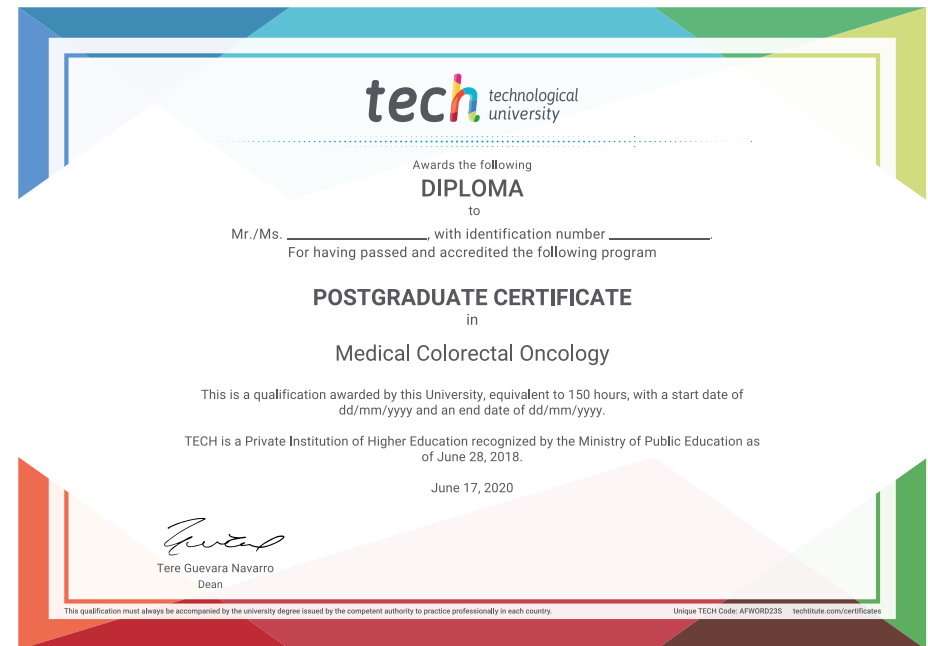 tech technological
university
Awards the following
DIPLOMA
to
Mr./Ms. ____________, with identification number ____________.
For having passed and accredited the following program
POSTGRADUATE CERTIFICATE
in
Medical Colorectal Oncology
This is a qualification awarded by this University, equivalent to 150 hours, with a start date of
dd/mm/yyyy and an end date of dd/mm/yyyy.
TECH is a Private Institution of Higher Education recognized by the Ministry of Public Education as
of June 28, 2018.
June 17, 2020
Tere Guevara Navarro
Dean
This qualification must always be accompanied by the university degree issued by the competent authority to practice professionally in each country.
Unique TECH Code: AFWORD23S techtitute.com/certificates